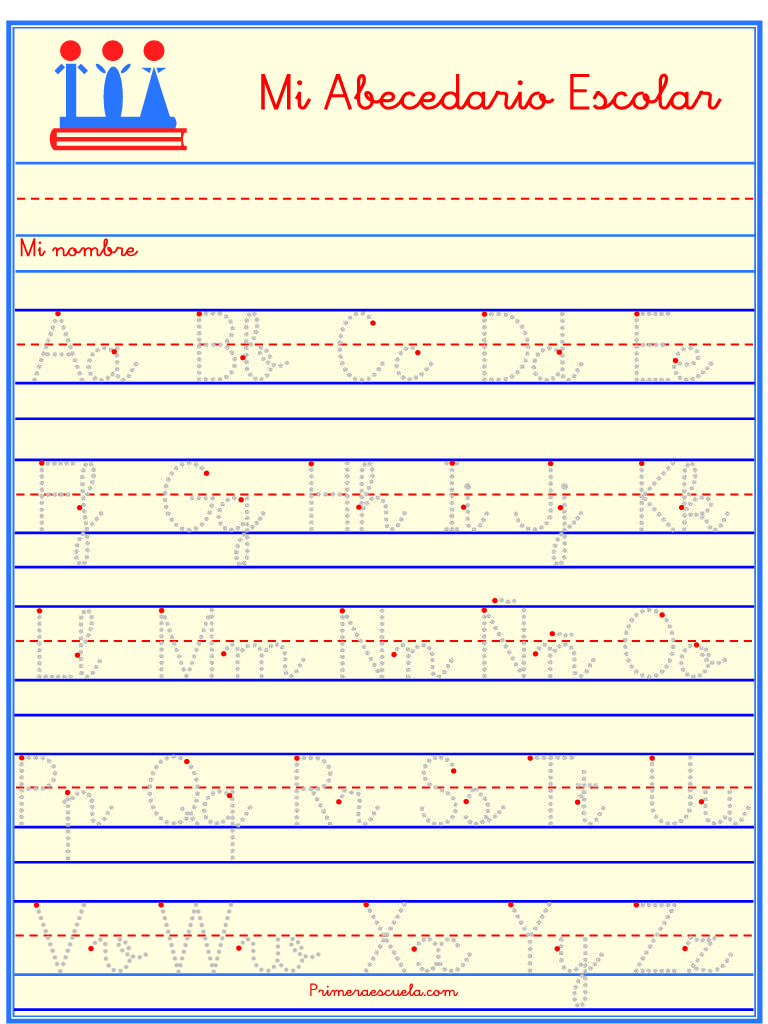 Mi Abecedario Escolar
Mi nombre
Aa Bb Cc Dd Ee
Ff Gg Hh Ii Jj Kk
Ll Mm Nn Ññ Oo
Pp Qq Rr Ss Tt Uu
Vv Ww Xx Yy Zz
Primeraescuela.com